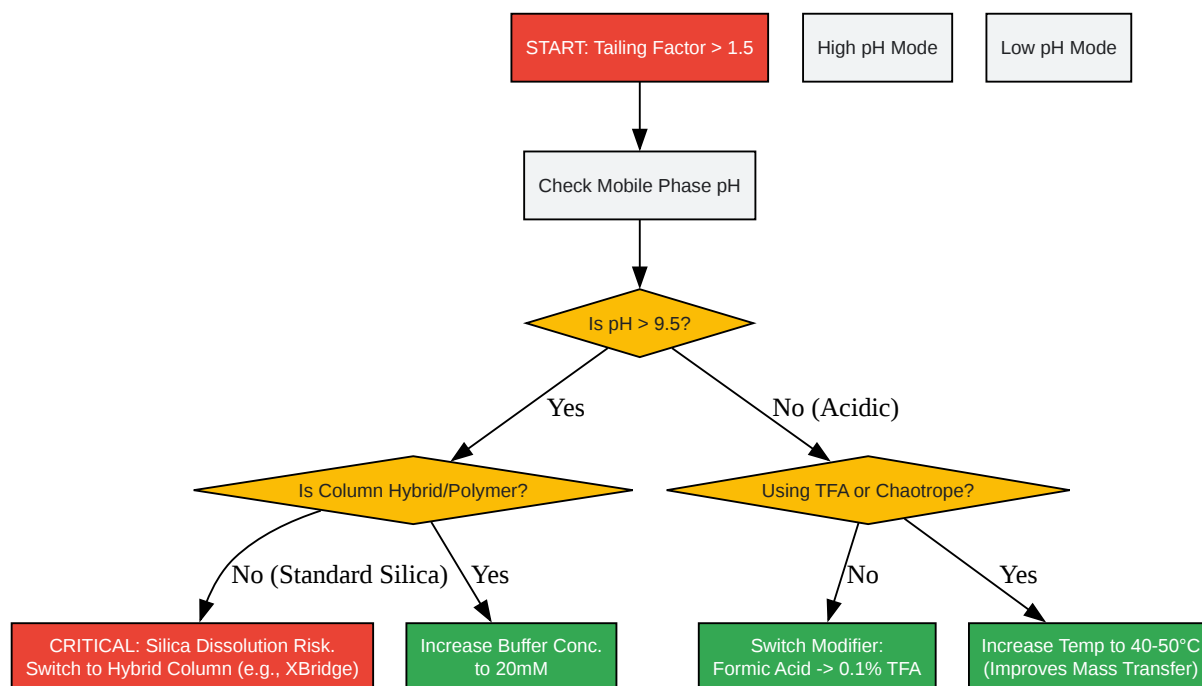 START: Tailing Factor > 1.5
High pH Mode
Low pH Mode
Check Mobile Phase pH
Is pH > 9.5?
Yes
No (Acidic)
Is Column Hybrid/Polymer?
Using TFA or Chaotrope?
No (Standard Silica)
Yes
No
Yes
CRITICAL: Silica Dissolution Risk.
Switch to Hybrid Column (e.g., XBridge)
Increase Buffer Conc.
to 20mM
Switch Modifier:
Formic Acid -> 0.1% TFA
Increase Temp to 40-50°C
(Improves Mass Transfer)